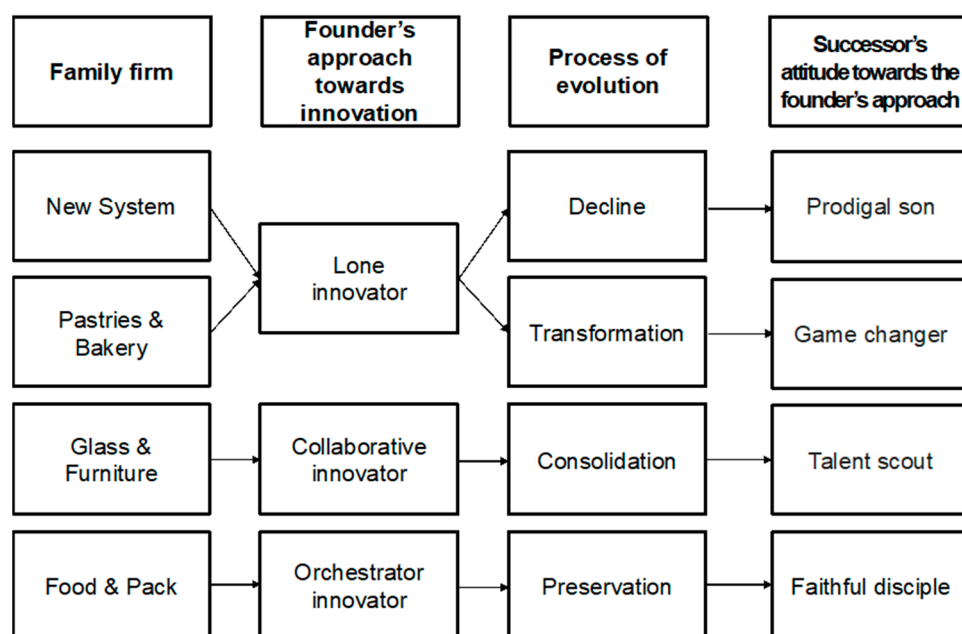 Family firm
Founder's
approach
towards
innovation
Process of
evolution
Successor's
attitude towards the
founder's approach
New System
Lone
innovator
Decline
Prodigal son
Pastries &
Bakery
Transformation
Game changer
Glass &
Furniture
Collaborative
innovator
Consolidation
Talent scout
Food & Pack
Orchestrator
innovator
Preservation
Faithful disciple